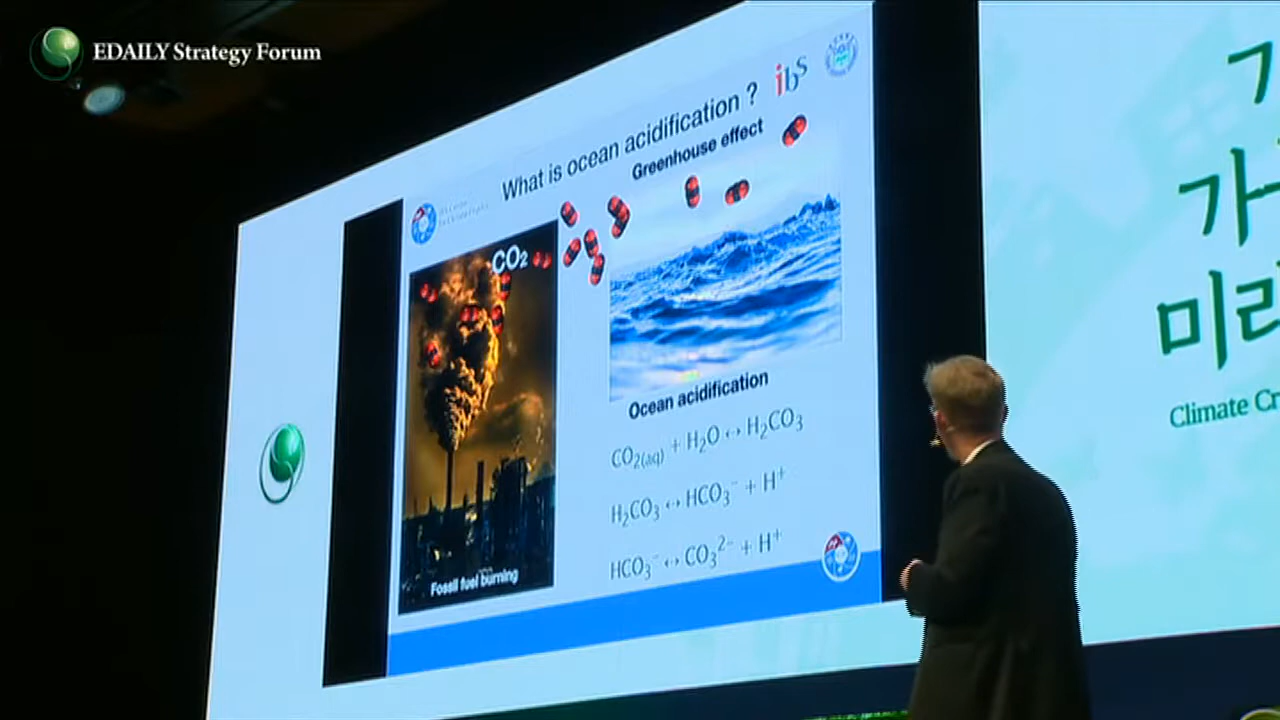 EDAILY Strategy Forum
ibs
What is ocean acidification ?
Greenhouse effect
CO₂
Fossil fuel burning
Ocean acidification
CO₂(aq) + H₂O ↔ H₂CO₃
H₂CO₃ ↔ HCO₃⁻ + H⁺
HCO₃⁻ ↔ CO₃²⁻ + H⁺
가
미래
Climate